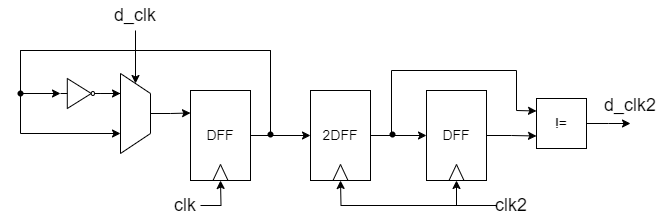 d_clk
d_clk2
DFF
2DFF
DFF
!=
clk
clk2